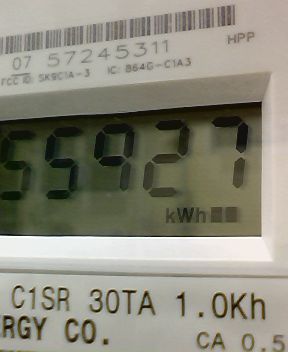 07 57245311
HPP
FCC ID: SK9C1A-3 IC: 864G-C1A3
55927
kWh
C1SR 30TA 1.0Kh
ERGY CO.
CA 0.5